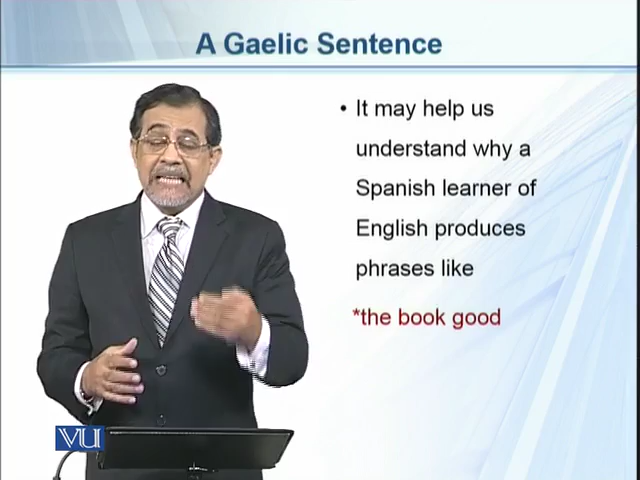 A Gaelic Sentence
• It may help us
understand why a
Spanish learner of
English produces
phrases like
*the book good
VU